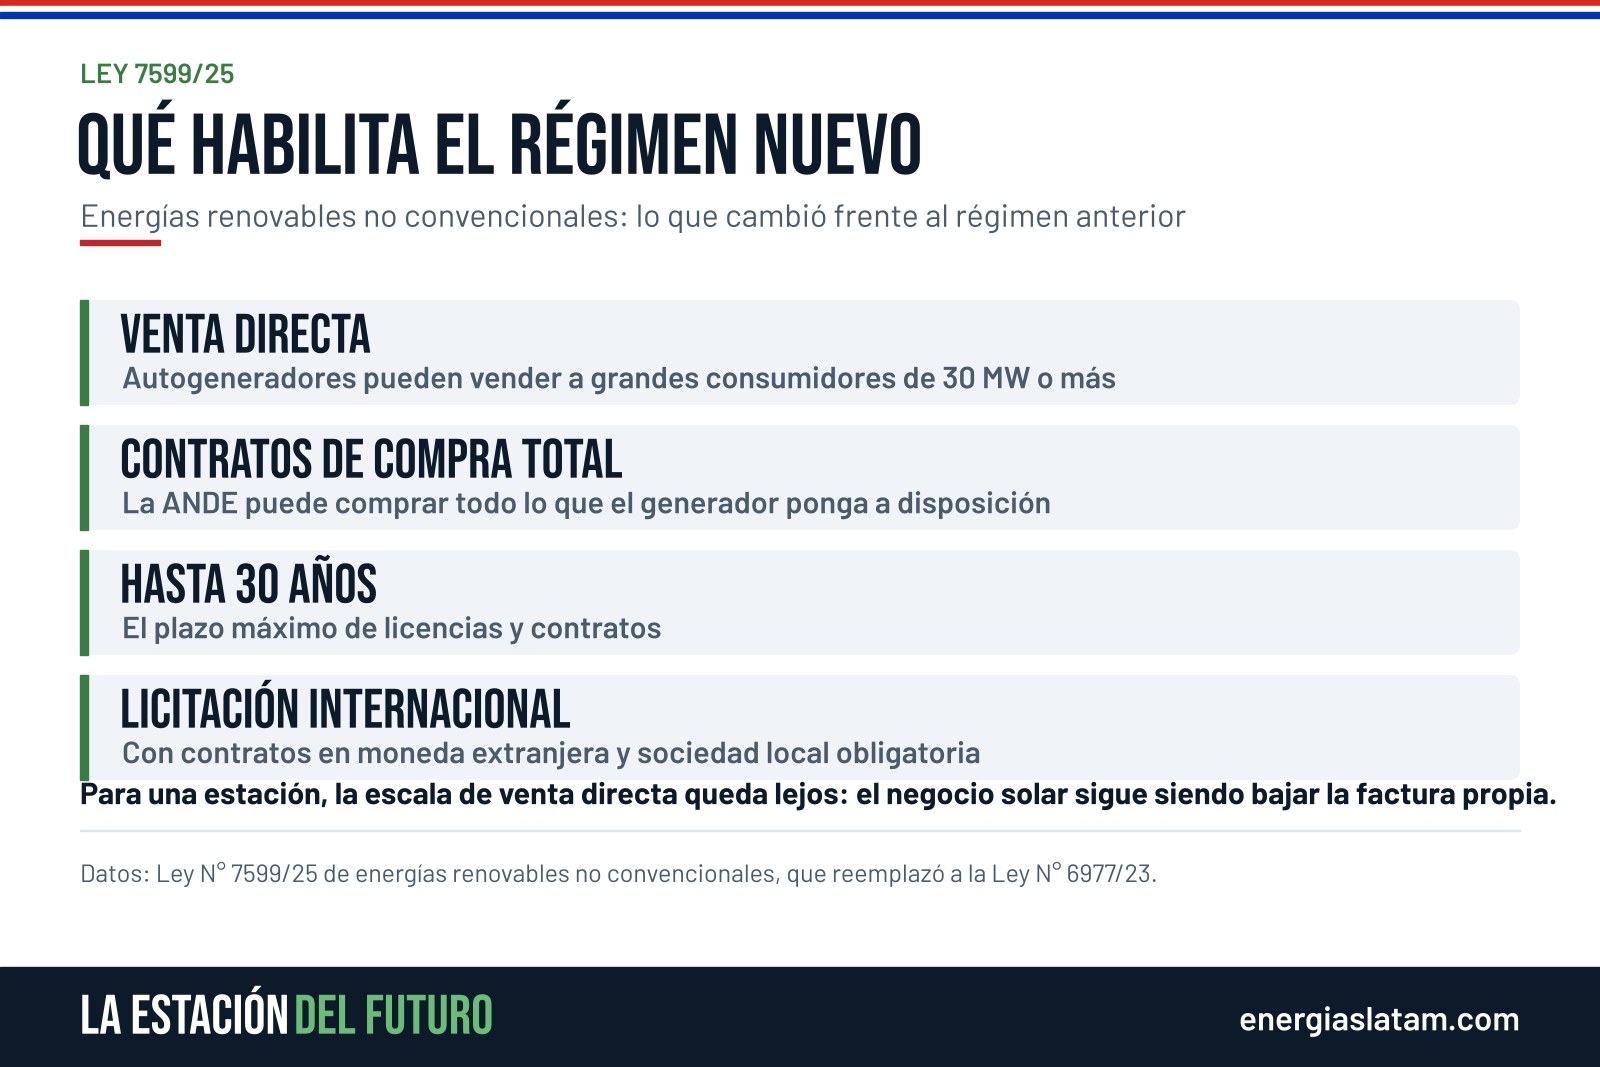 LEY 7599/25
QUÉ HABILITA EL RÉGIMEN NUEVO
Energías renovables no convencionales: lo que cambió frente al régimen anterior
VENTA DIRECTA
Autogeneradores pueden vender a grandes consumidores de 30 MW o más
CONTRATOS DE COMPRA TOTAL
La ANDE puede comprar todo lo que el generador ponga a disposición
HASTA 30 AÑOS
El plazo máximo de licencias y contratos
LICITACIÓN INTERNACIONAL
Con contratos en moneda extranjera y sociedad local obligatoria
Para una estación, la escala de venta directa queda lejos: el negocio solar sigue siendo bajar la factura propia.
Datos: Ley N° 7599/25 de energías renovables no convencionales, que reemplazó a la Ley N° 6977/23.
LA ESTACIÓN DEL FUTURO
energiaslatam.com